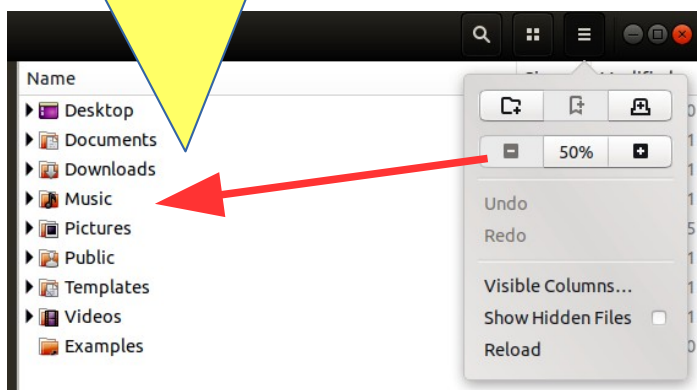 Name
Desktop
Documents
Downloads
Music
Pictures
Public
Templates
Videos
Examples
50%
Undo
Redo
Visible Columns...
Show Hidden Files
Reload